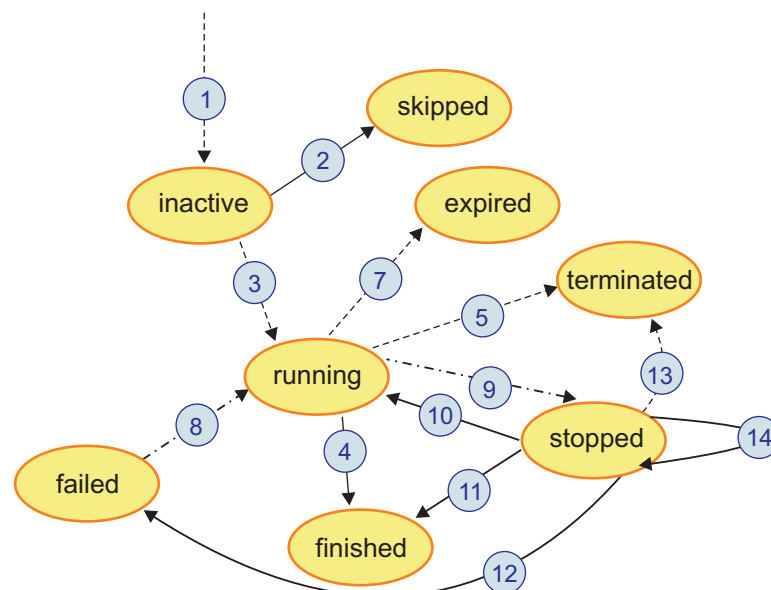 1
skipped
2
inactive
expired
3
7
terminated
5
running
13
9
10
8
4
stopped
14
failed
11
finished
12